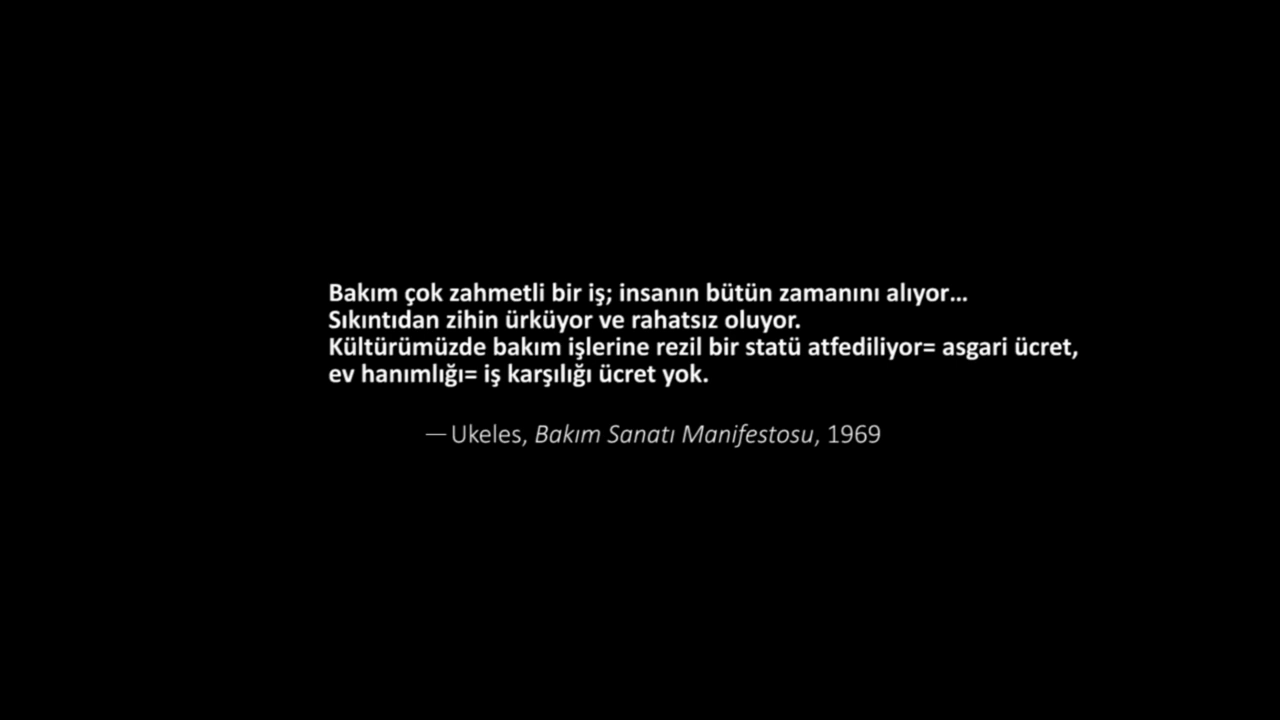 Bakım çok zahmetli bir iş; insanın bütün zamanını alıyor…
Sıkıntıdan zihin ürküyor ve rahatsız oluyor.
Kültürümüzde bakım işlerine rezil bir statü atfediliyor= asgari ücret,
ev hanımlığı= iş karşılığı ücret yok.
— Ukeles, Bakım Sanatı Manifestosu, 1969